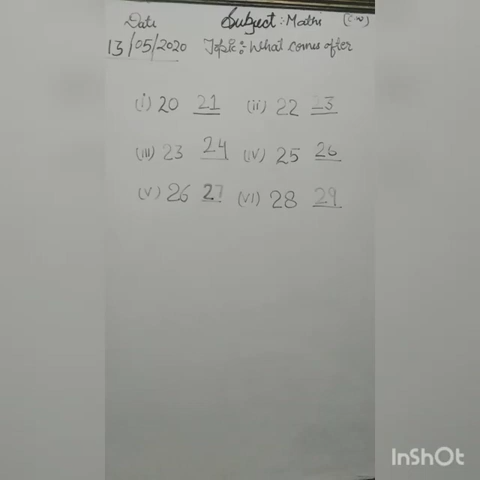 Date Subject: Maths (C.W)
13/05/2020 Topic: What comes after
(i) 20 21 (ii) 22 23
(iii) 23 24 (iv) 25 26
(v) 26 27 (vi) 28 29
InShOt